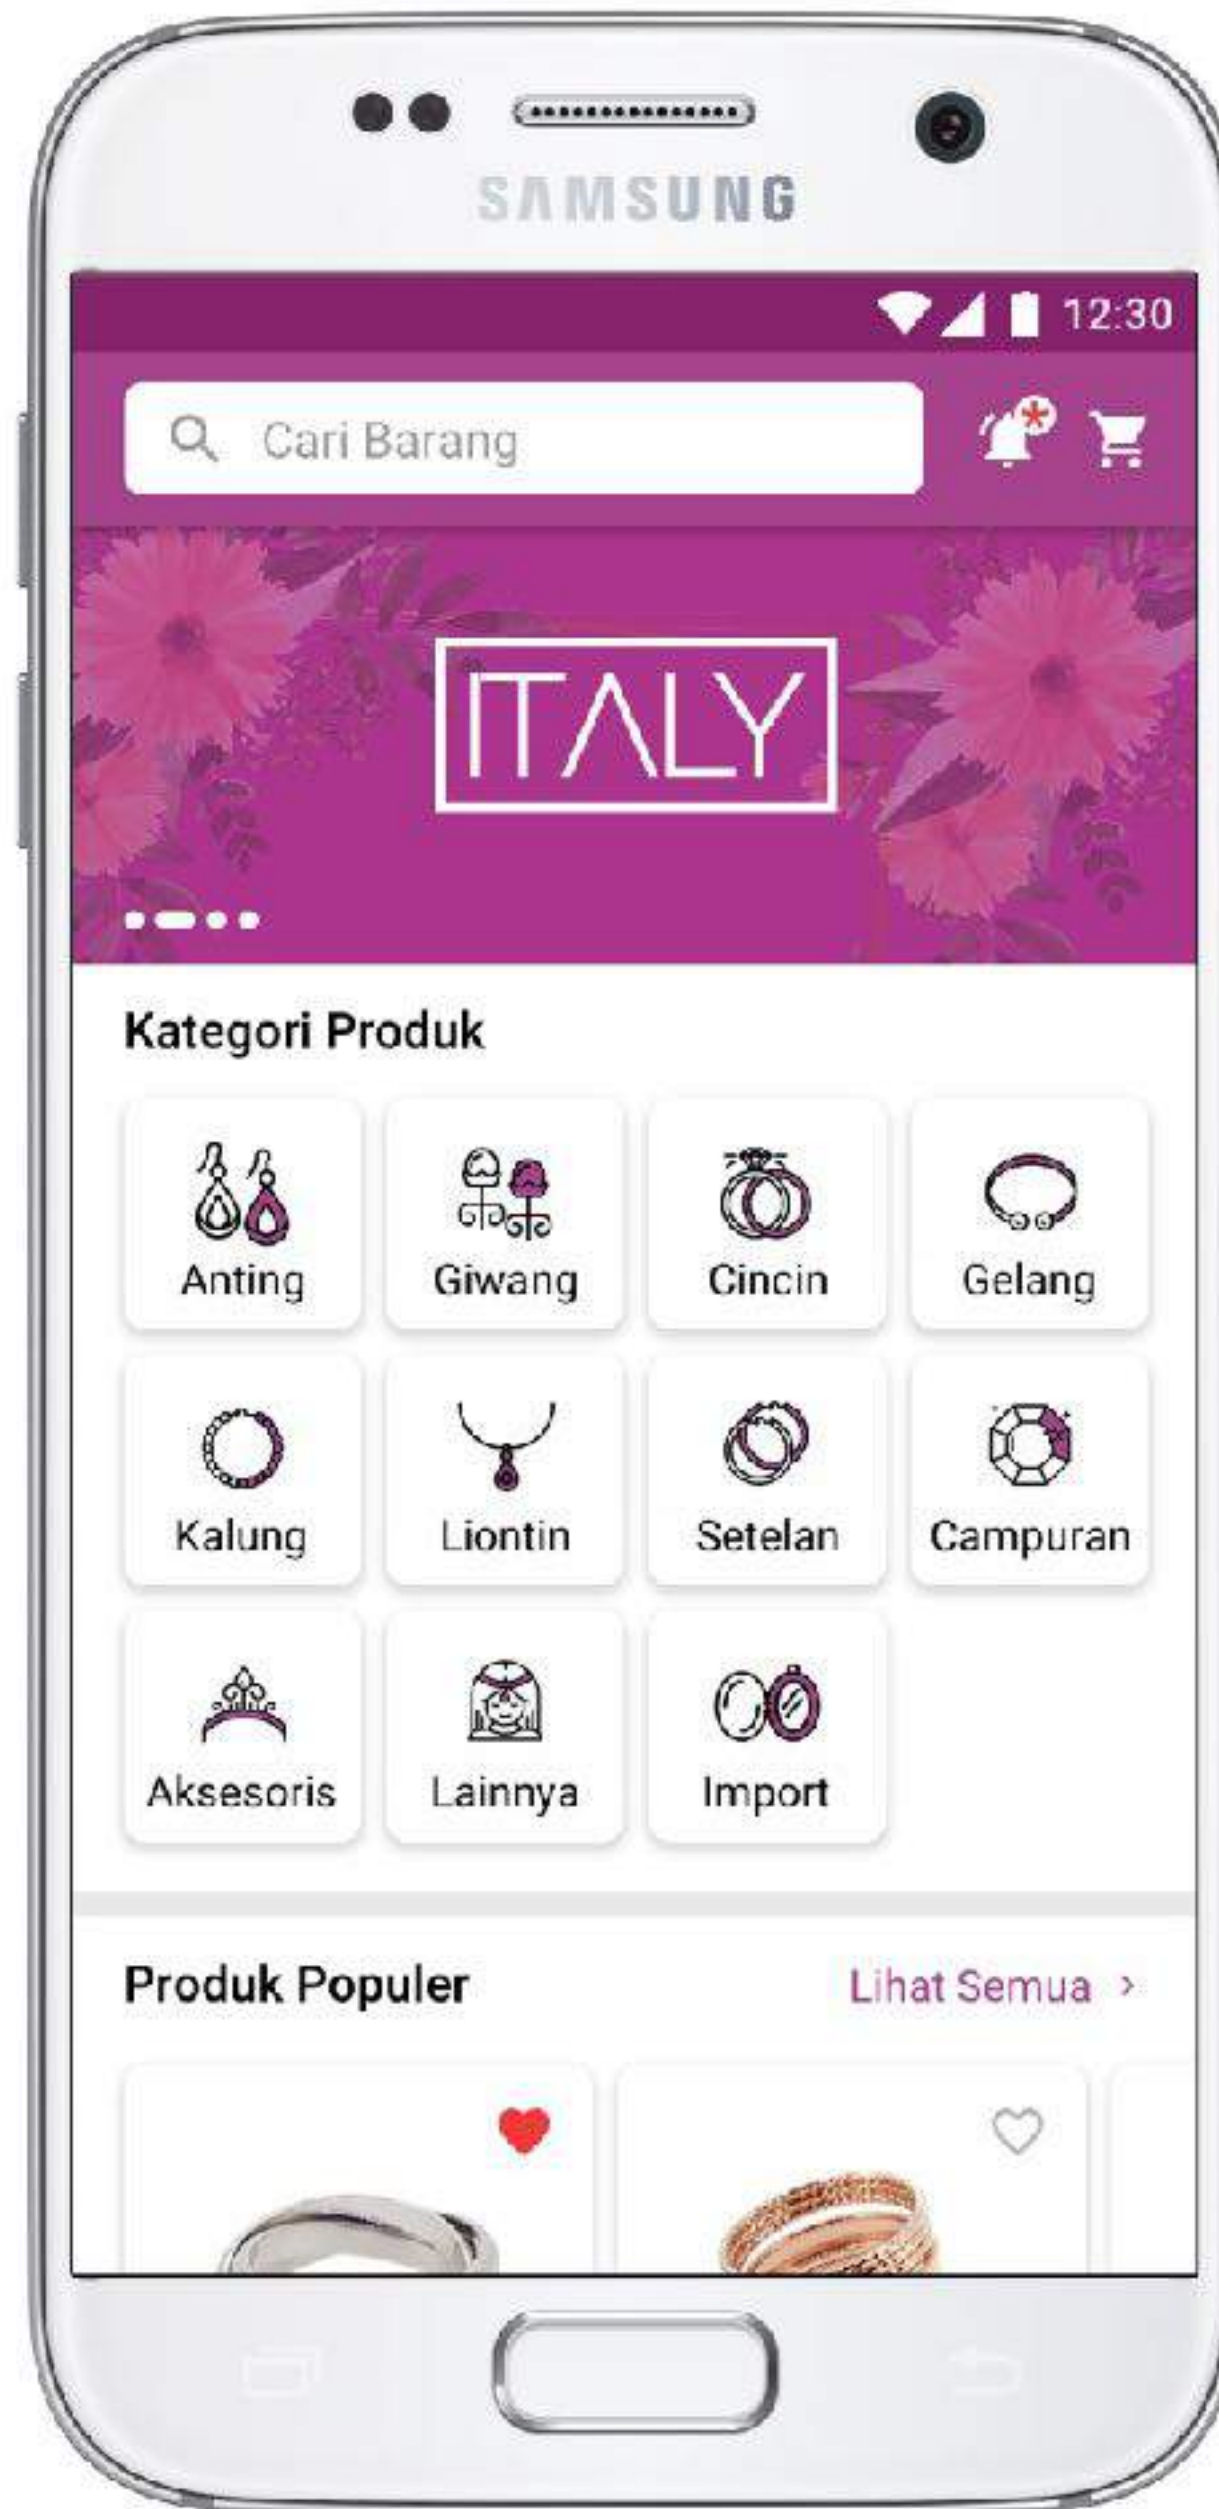 SAMSUNG
12:30
Cari Barang
ITALY
Kategori Produk
Anting Giwang Cincin Gelang
Kalung Liontin Setelan Campuran
Aksesoris Lainnya Import
Produk Populer Lihat Semua >